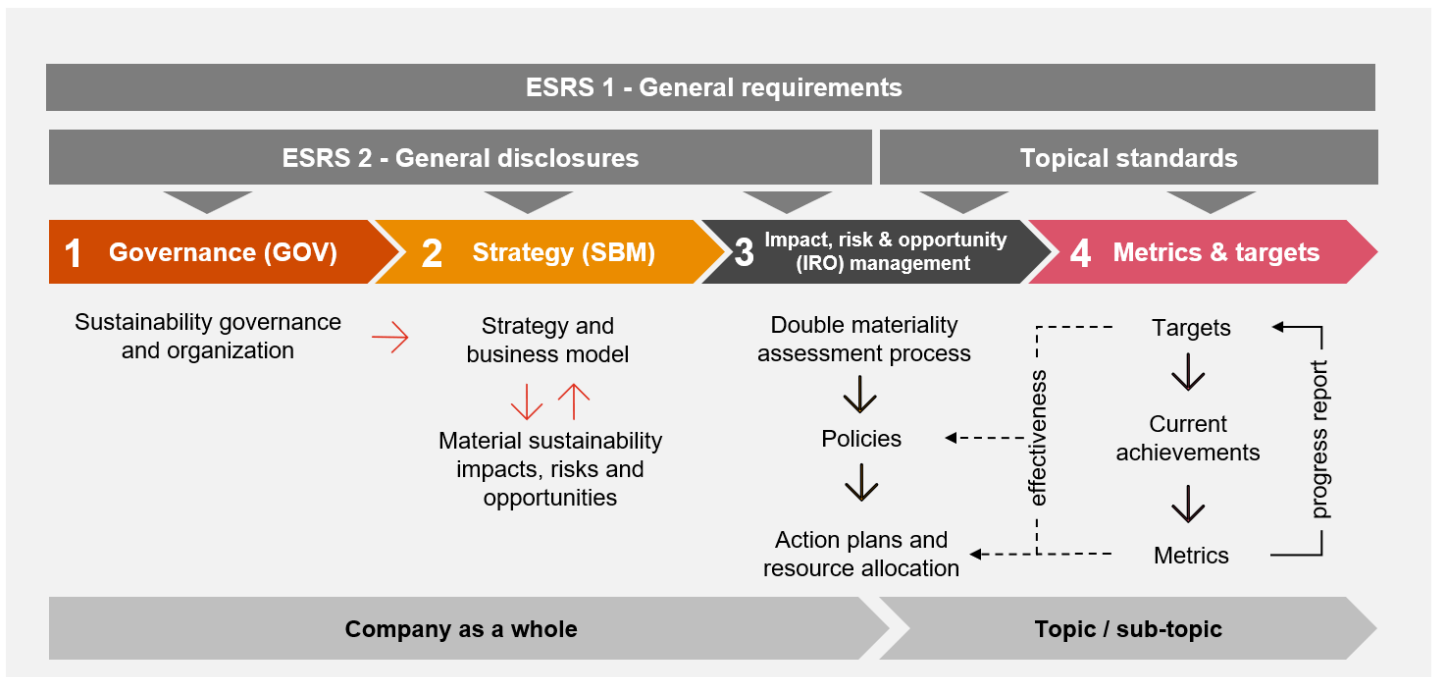 ESRS 1 - General requirements
ESRS 2 - General disclosures
Topical standards
1 Governance (GOV)
2 Strategy (SBM)
3 Impact, risk & opportunity
(IRO) management
4 Metrics & targets
Sustainability governance
and organization
Strategy and
business model
Material sustainability
impacts, risks and
opportunities
Double materiality
assessment process
Policies
Action plans and
resource allocation
effectiveness
Targets
Current
achievements
Metrics
progress report
Company as a whole
Topic / sub-topic